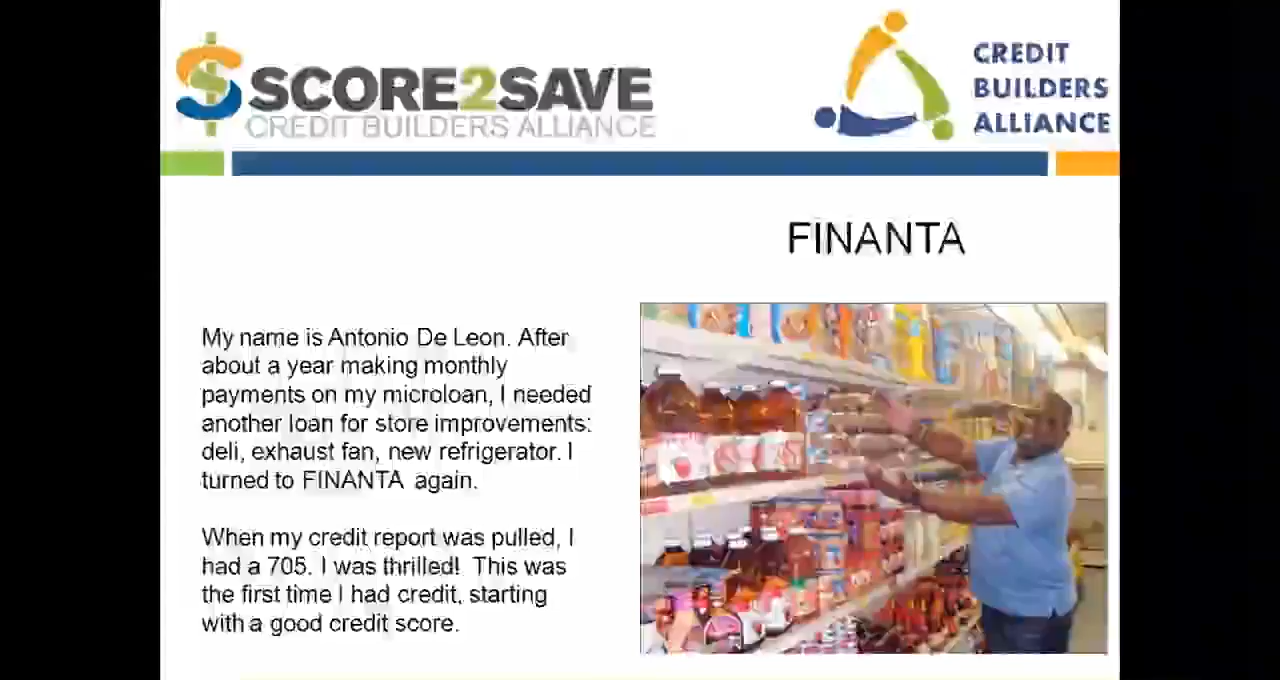 $SCORE2SAVE
CREDIT BUILDERS ALLIANCE
CREDIT
BUILDERS
ALLIANCE
FINANTA
My name is Antonio De Leon. After
about a year making monthly
payments on my microloan, I needed
another loan for store improvements:
deli, exhaust fan, new refrigerator. I
turned to FINANTA again.
When my credit report was pulled, I
had a 705. I was thrilled! This was
the first time I had credit, starting
with a good credit score.